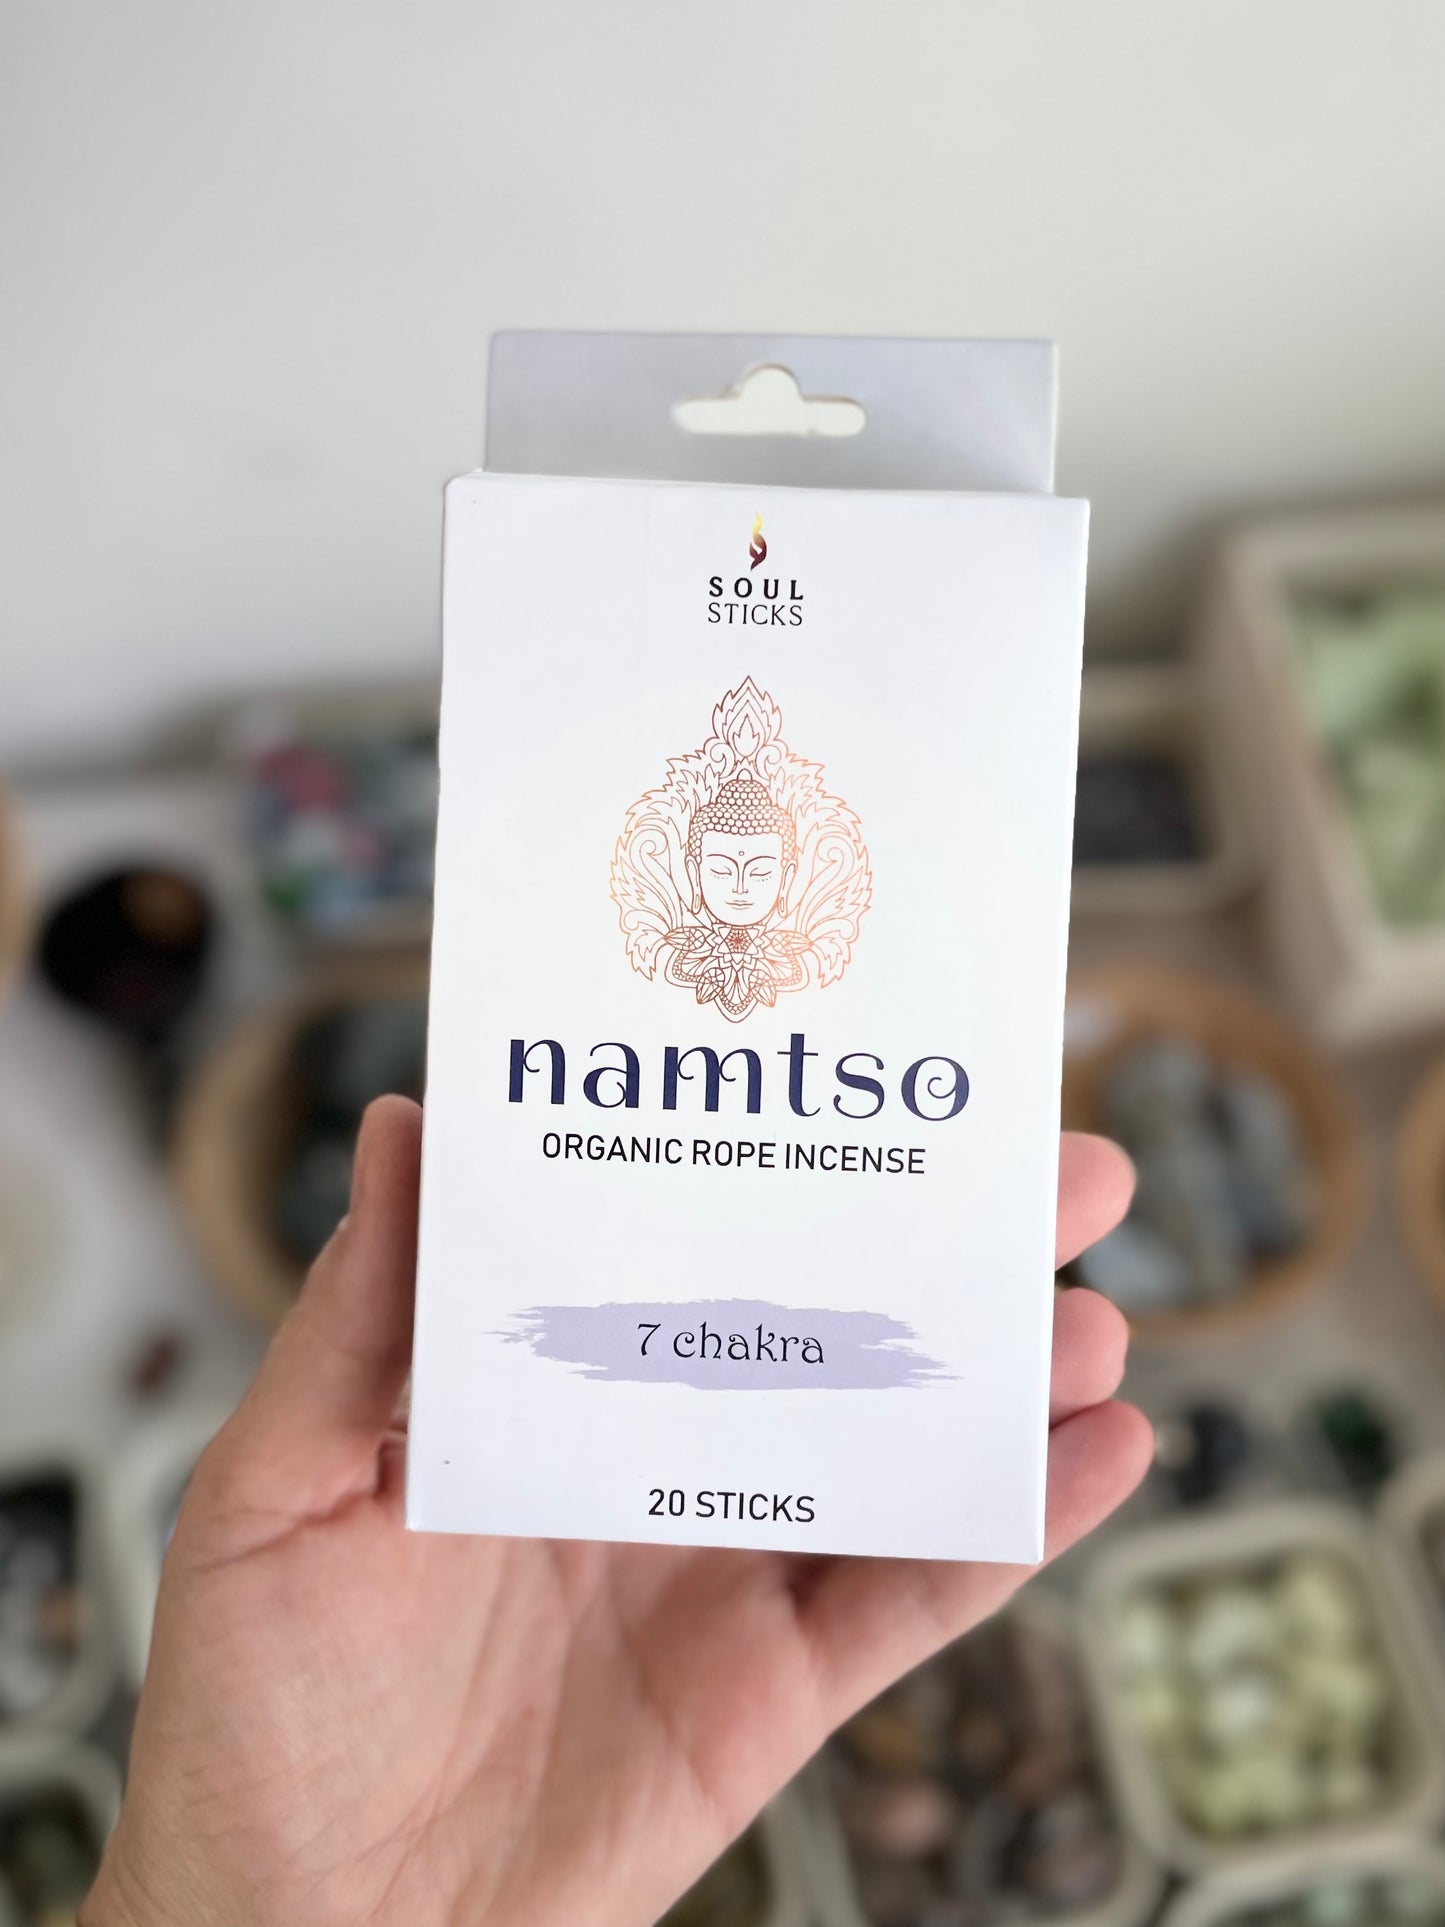 SOUL
STICKS
namtso
ORGANIC ROPE INCENSE
7 chakra
20 STICKS